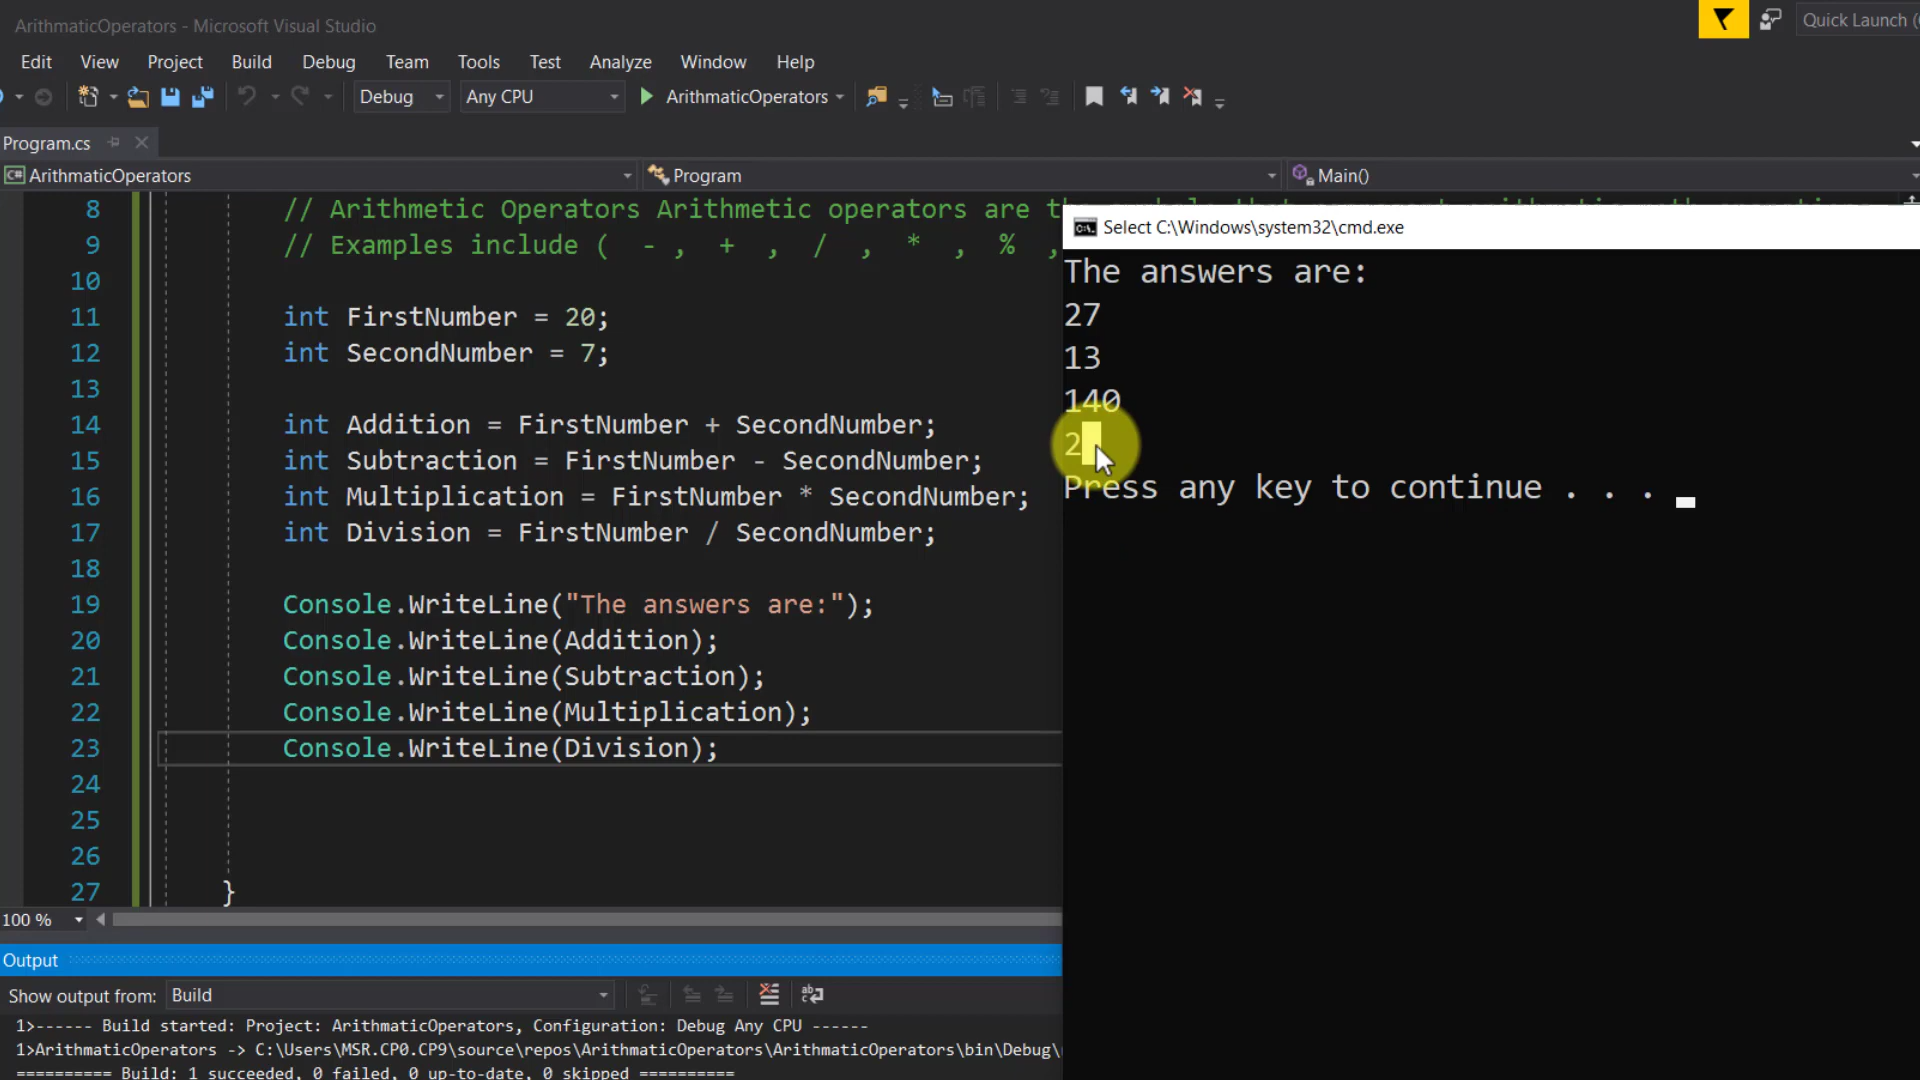 ArithmaticOperators - Microsoft Visual Studio
Quick Launch (
Edit View Project Build Debug Team Tools Test Analyze Window Help
Debug Any CPU ArithmaticOperators
Program.cs
C# ArithmaticOperators Program Main()
8 // Arithmetic Operators Arithmetic operators are
9 // Examples include ( - , + , / , * , % ,
10
11 int FirstNumber = 20;
12 int SecondNumber = 7;
13
14 int Addition = FirstNumber + SecondNumber;
15 int Subtraction = FirstNumber - SecondNumber;
16 int Multiplication = FirstNumber * SecondNumber;
17 int Division = FirstNumber / SecondNumber;
18
19 Console.WriteLine("The answers are:");
20 Console.WriteLine(Addition);
21 Console.WriteLine(Subtraction);
22 Console.WriteLine(Multiplication);
23 Console.WriteLine(Division);
24
25
26
27 }
100 %
Select C:\Windows\system32\cmd.exe
The answers are:
27
13
140
2
Press any key to continue . . .
Output
Show output from: Build
1>------ Build started: Project: ArithmaticOperators, Configuration: Debug Any CPU ------
1>ArithmaticOperators -> C:\Users\MSR.CP0.CP9\source\repos\ArithmaticOperators\ArithmaticOperators\bin\Debug\
========== Build: 1 succeeded, 0 failed, 0 up-to-date, 0 skipped ==========